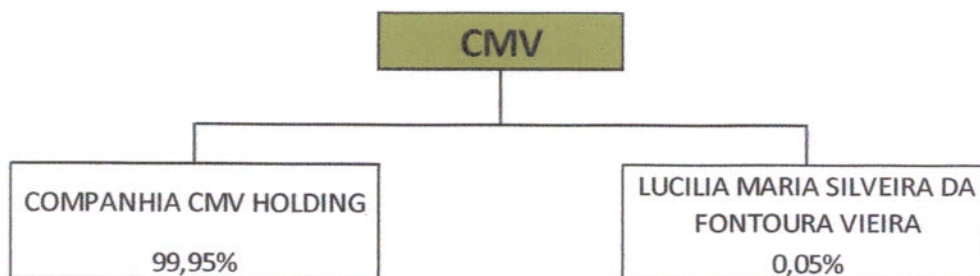 CMV
COMPANHIA CMV HOLDING
99,95%
LUCILIA MARIA SILVEIRA DA
FONTOURA VIEIRA
0,05%